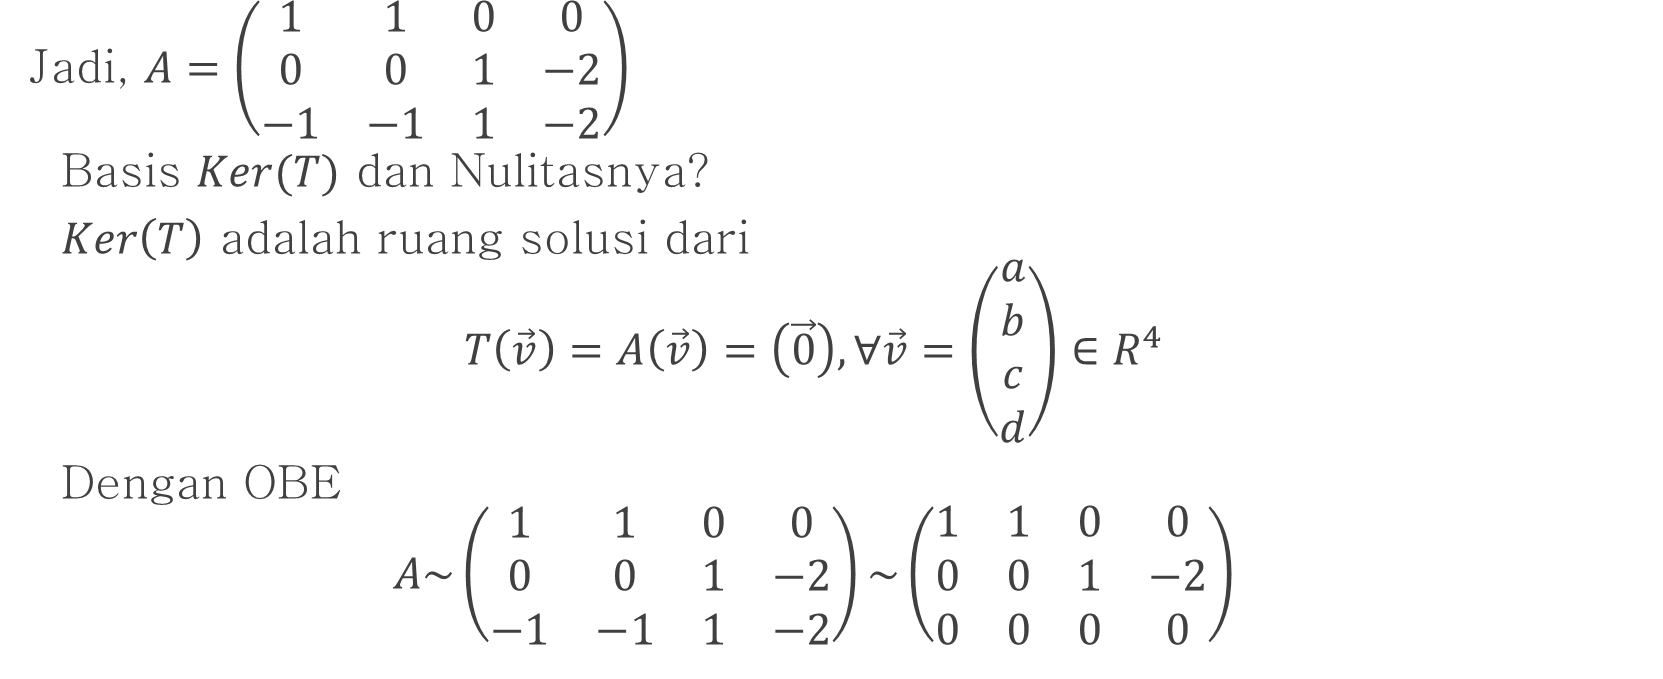 Jadi, A = ( 1 1 0 0
0 0 1 −2
−1 −1 1 −2 )
Basis Ker(T) dan Nulitasnya?
Ker(T) adalah ruang solusi dari
T(v⃗) = A(v⃗) = (0⃗), ∀v⃗ = ( a b c d ) ∈ R⁴
Dengan OBE
A~ ( 1 1 0 0 ) ~ ( 1 1 0 0 )
( 0 0 1 −2 ) ( 0 0 1 −2 )
( −1 −1 1 −2 ) ( 0 0 0 0 )